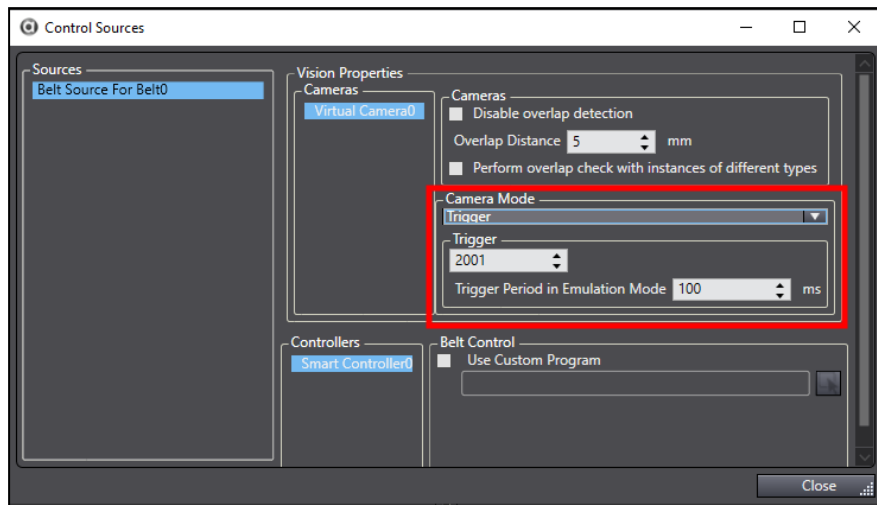 Control Sources
Sources
Belt Source For Belt0
Vision Properties
Cameras
Virtual Camera0
Cameras
Disable overlap detection
Overlap Distance 5 mm
Perform overlap check with instances of different types
Camera Mode
Trigger
Trigger
2001
Trigger Period in Emulation Mode 100 ms
Controllers
Smart Controller0
Belt Control
Use Custom Program
Close